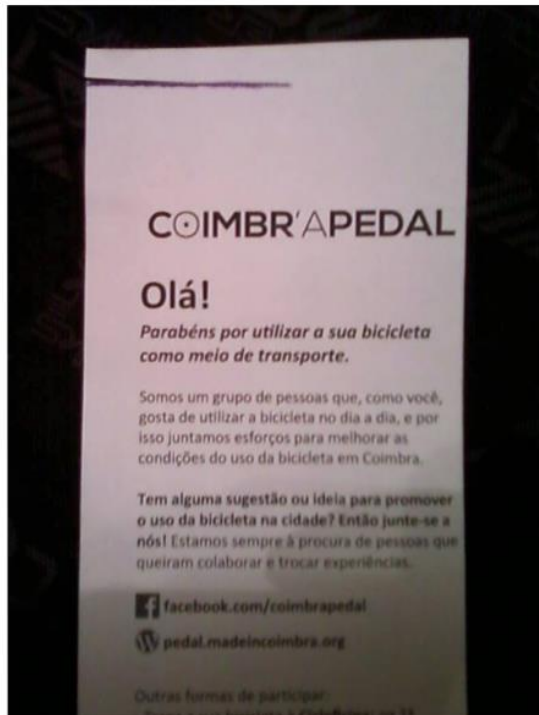 COIMBR'APEDAL
Olá!
Parabéns por utilizar a sua bicicleta
como meio de transporte.
Somos um grupo de pessoas que, como você,
gosta de utilizar a bicicleta no dia a dia, e por
isso juntamos esforços para melhorar as
condições do uso da bicicleta em Coimbra.
Tem alguma sugestão ou ideia para promover
o uso da bicicleta na cidade? Então junte-se a
nós! Estamos sempre à procura de pessoas que
queiram colaborar e trocar experiências.
facebook.com/coimbrapedal
pedal.madeincoimbra.org
Outras formas de participar: